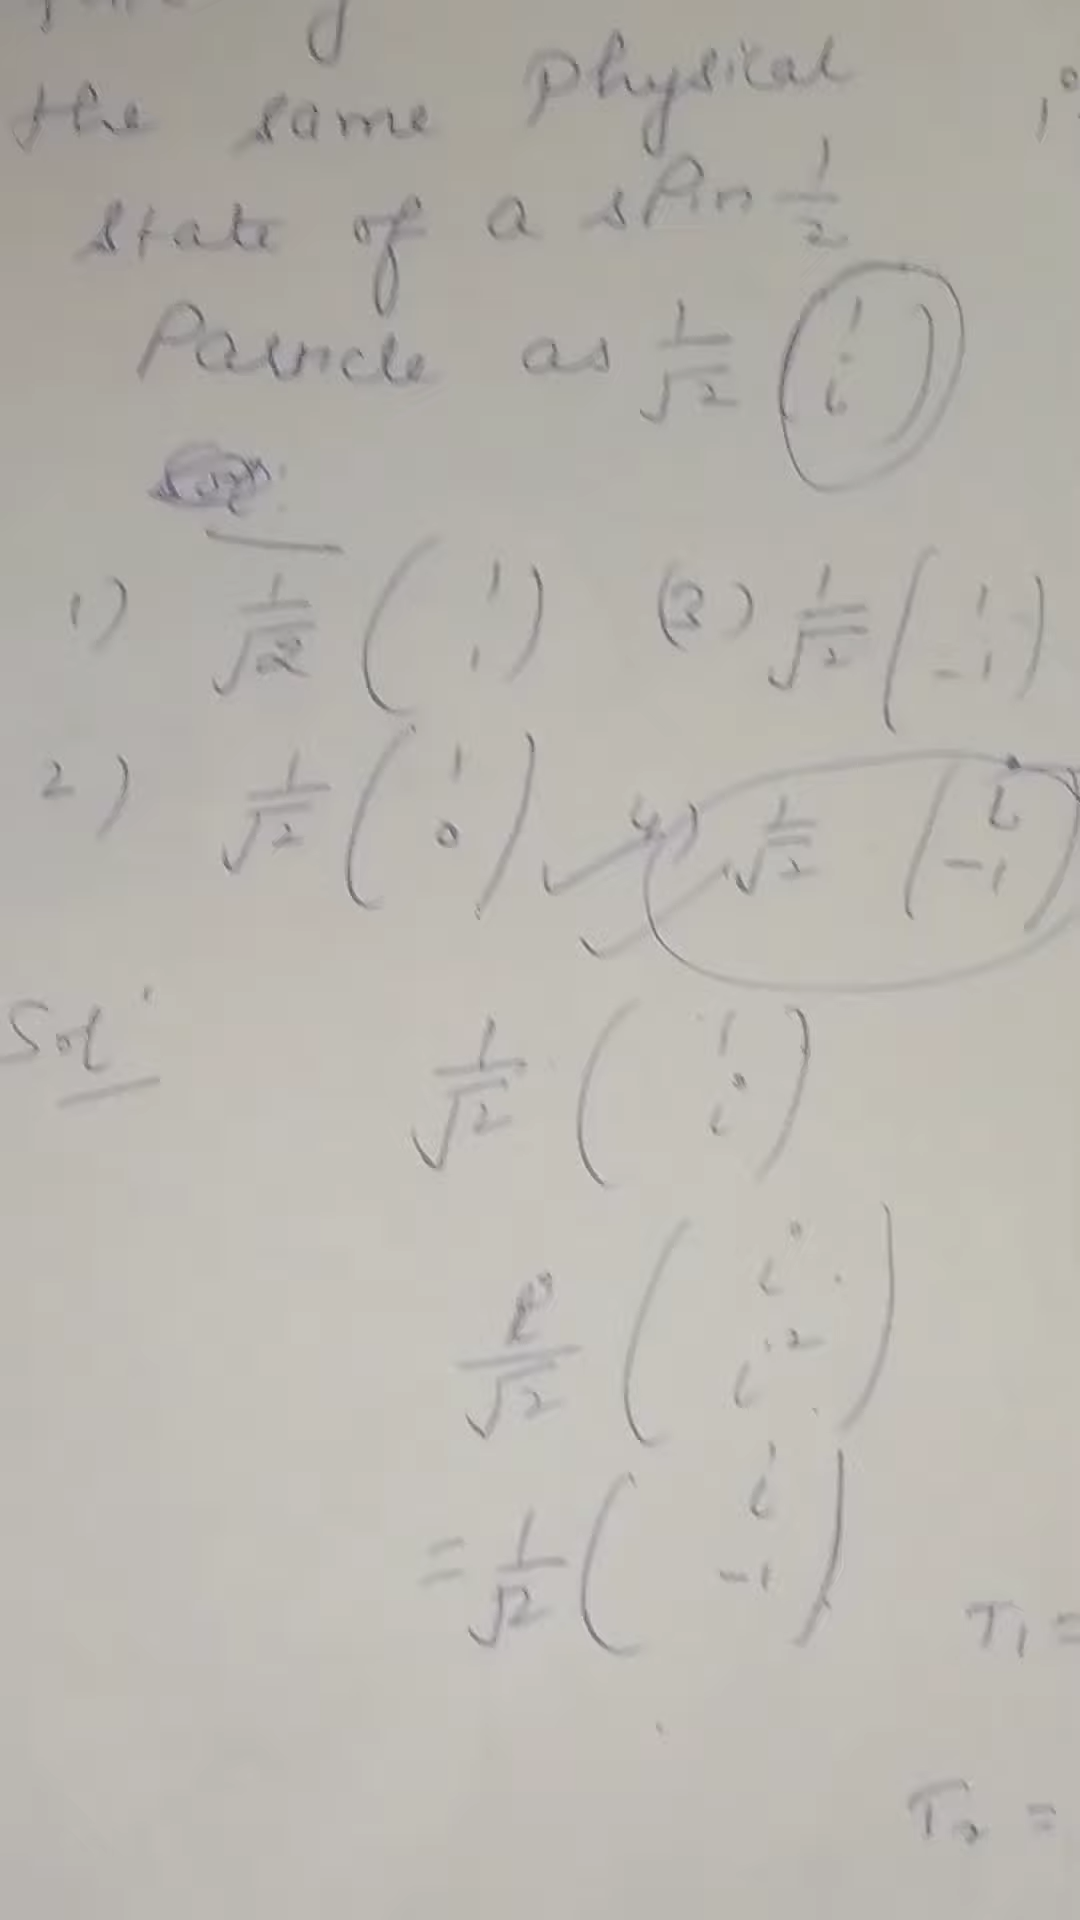 the same physical
state of a spin 1/2
Particle as 1/√2 (1 i)
1) 1/√2 (1 1) (3) 1/√2 (1 -1)
2) 1/√2 (1 0) 4) 1/√2 (i -1)
Sol
1/√2 (1 i)
i/√2 (i i²)
= 1/√2 (i -1)
T1 =
T2 =